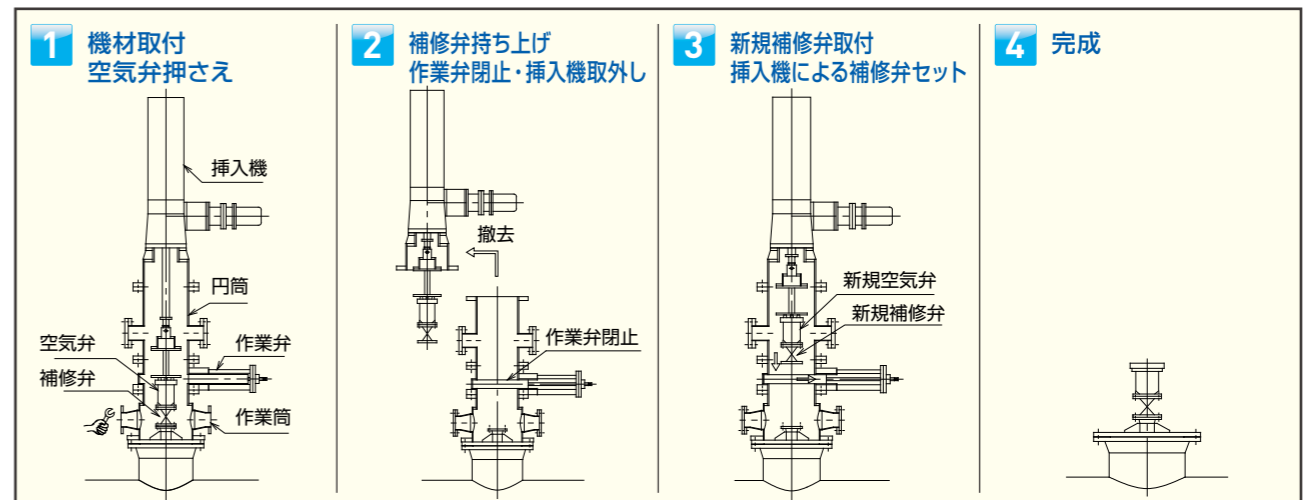 1 機材取付
空気弁押さえ
挿入機
円筒
空気弁
作業弁
補修弁
作業筒
2 補修弁持ち上げ
作業弁閉止・挿入機取外し
撤去
作業弁閉止
3 新規補修弁取付
挿入機による補修弁セット
新規空気弁
新規補修弁
4 完成